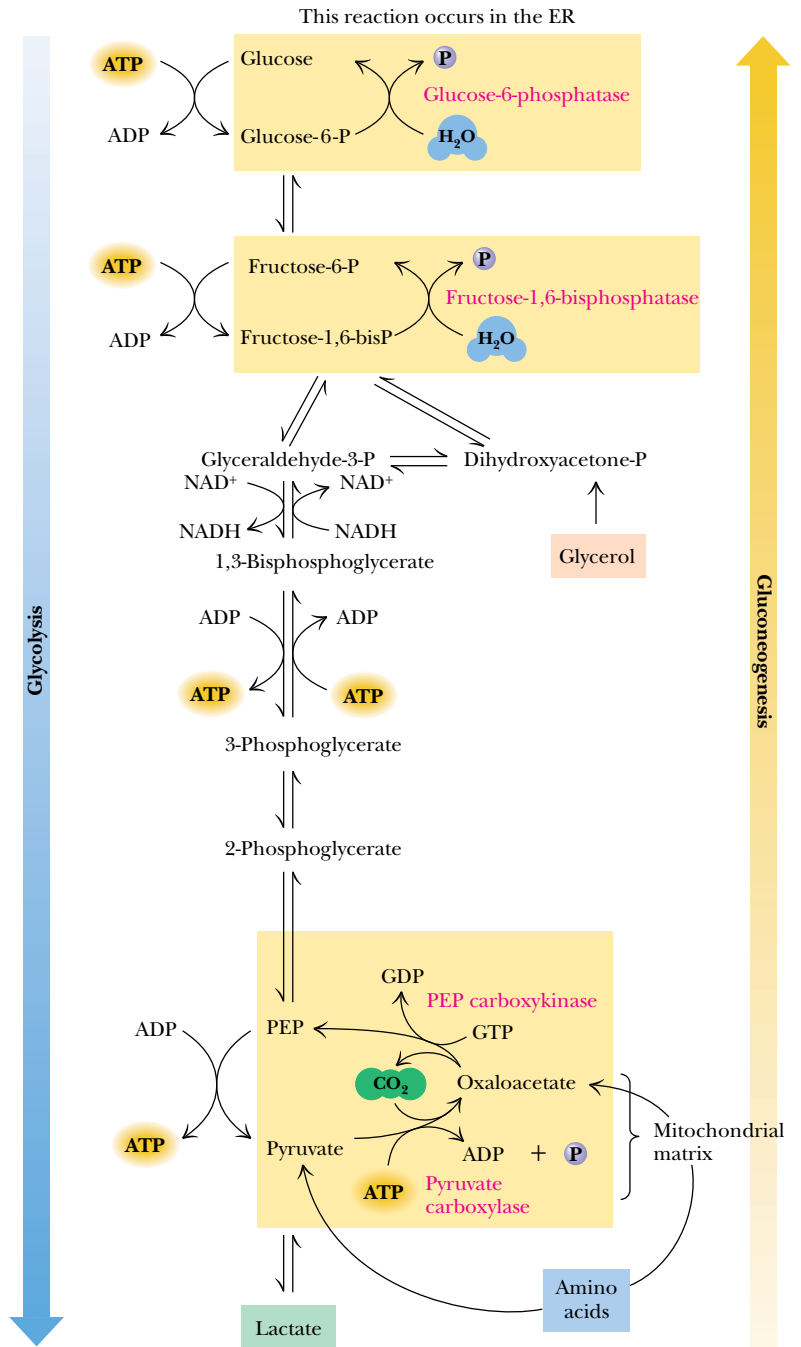 This reaction occurs in the ER
ATP
Glucose
P
Glucose-6-phosphatase
ADP
Glucose-6-P
H₂O
ATP
Fructose-6-P
P
Fructose-1,6-bisphosphatase
ADP
Fructose-1,6-bisP
H₂O
Glyceraldehyde-3-P
Dihydroxyacetone-P
NAD⁺
NAD⁺
NADH
NADH
Glycerol
1,3-Bisphosphoglycerate
ADP
ADP
ATP
ATP
3-Phosphoglycerate
2-Phosphoglycerate
GDP
PEP carboxykinase
ADP
PEP
GTP
CO₂
Oxaloacetate
ATP
Pyruvate
ADP + P
Mitochondrial
matrix
ATP
Pyruvate
carboxylase
Amino
acids
Lactate
Glycolysis
Gluconeogenesis